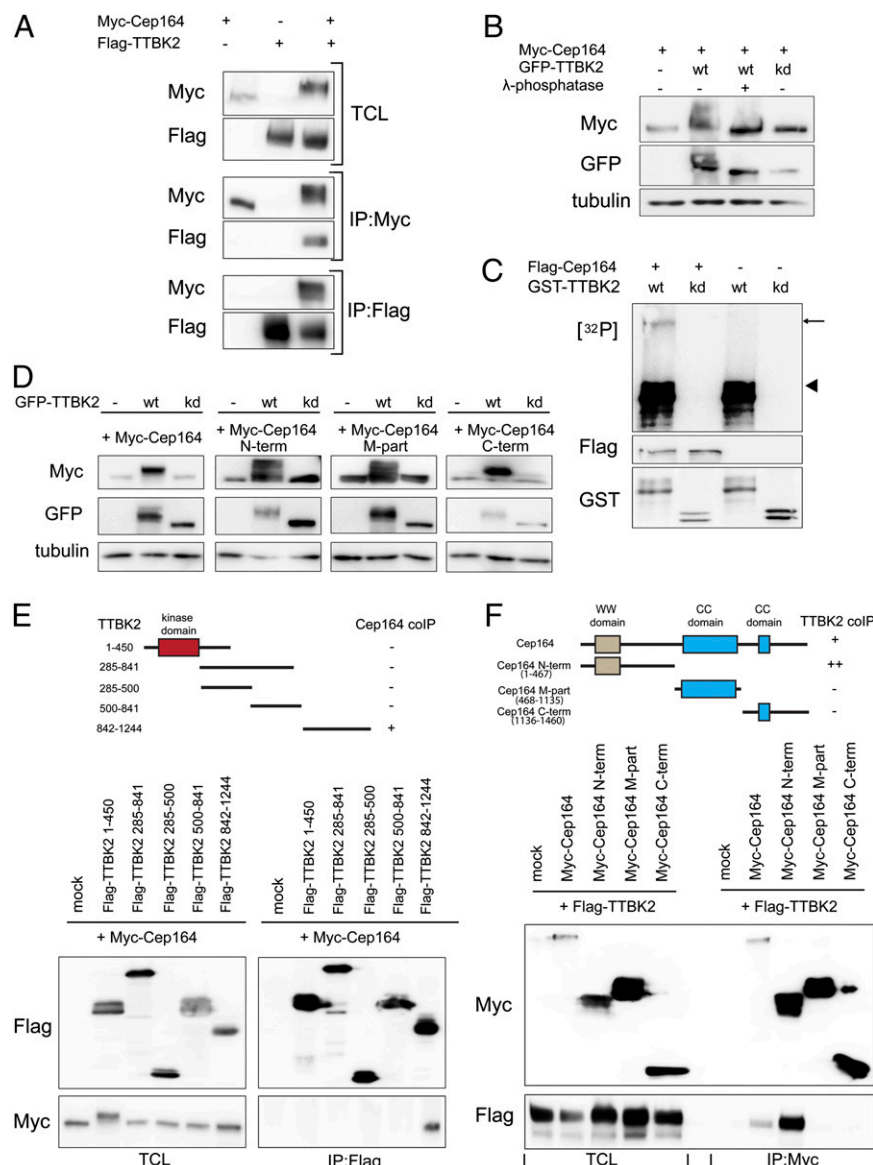 A
Myc-Cep164 + - +
Flag-TTBK2 - + +
Myc
Flag
TCL
Myc
Flag
IP:Myc
Myc
Flag
IP:Flag
B
Myc-Cep164 + + + +
GFP-TTBK2 - wt wt kd
λ-phosphatase - - + -
Myc
GFP
tubulin
C
Flag-Cep164 + + - -
GST-TTBK2 wt kd wt kd
[32P]
Flag
GST
D
GFP-TTBK2 - wt kd - wt kd - wt kd - wt kd
+ Myc-Cep164
+ Myc-Cep164
N-term
+ Myc-Cep164
M-part
+ Myc-Cep164
C-term
Myc
GFP
tubulin
E
TTBK2
kinase
domain
Cep164 coIP
1-450 -
285-841 -
285-500 -
500-841 -
842-1244 +
mock
Flag-TTBK2 1-450
Flag-TTBK2 285-841
Flag-TTBK2 285-500
Flag-TTBK2 500-841
Flag-TTBK2 842-1244
mock
Flag-TTBK2 1-450
Flag-TTBK2 285-841
Flag-TTBK2 285-500
Flag-TTBK2 500-841
Flag-TTBK2 842-1244
+ Myc-Cep164
+ Myc-Cep164
Flag
Myc
TCL
IP:Flag
F
WW
domain
CC
domain
CC
domain
TTBK2 coIP
Cep164 +
Cep164 N-term ++
(1-467)
Cep164 M-part -
(468-1135)
Cep164 C-term -
(1136-1460)
mock
Myc-Cep164
Myc-Cep164 N-term
Myc-Cep164 M-part
Myc-Cep164 C-term
mock
Myc-Cep164
Myc-Cep164 N-term
Myc-Cep164 M-part
Myc-Cep164 C-term
+ Flag-TTBK2
+ Flag-TTBK2
Myc
Flag
TCL
IP:Myc